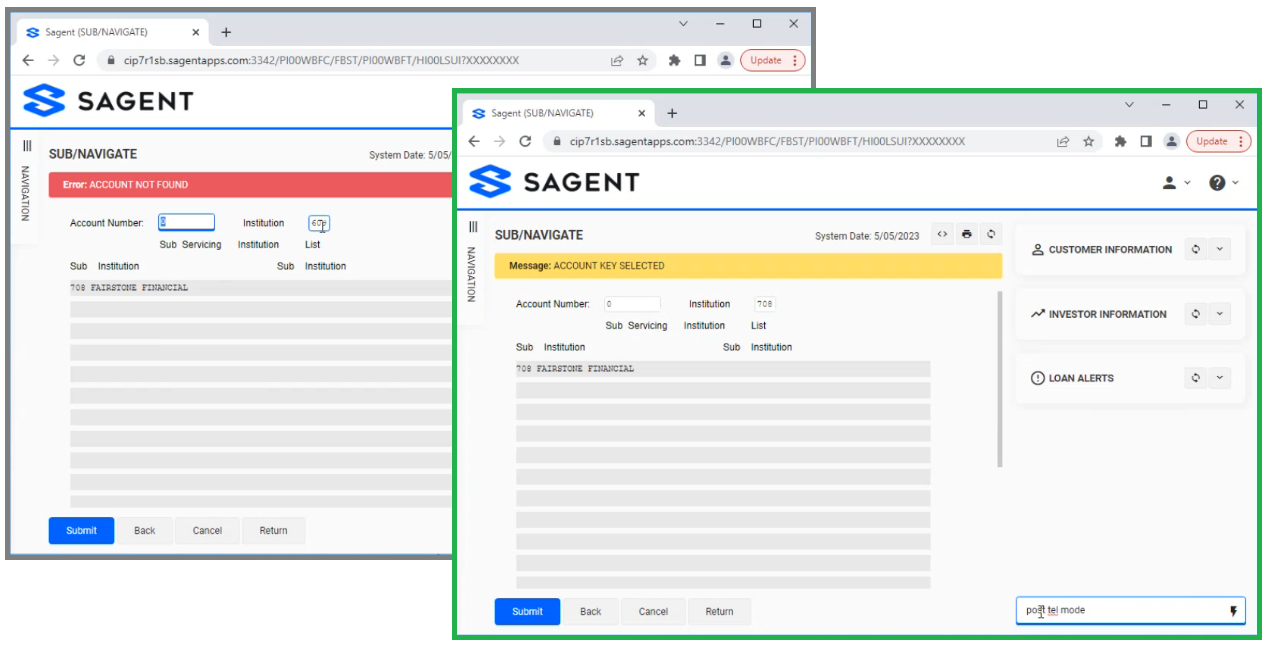 Sagent (SUB/NAVIGATE)
cip7r1sb.sagentapps.com:3342/PI00WBFC/FBST/PI00WBFT/HI00LSUI?XXXXXXXX
Update
SAGENT
NAVIGATION
SUB/NAVIGATE
System Date: 5/05/
Error: ACCOUNT NOT FOUND
Account Number: 0 Institution
Sub Servicing Institution List
Sub Institution Sub Institution
708 FAIRSTONE FINANCIAL
Submit Back Cancel Return
Sagent (SUB/NAVIGATE)
cip7r1sb.sagentapps.com:3342/PI00WBFC/FBST/PI00WBFT/HI00LSUI?XXXXXXXX
Update
SAGENT
NAVIGATION
SUB/NAVIGATE
System Date: 5/05/2023
Message: ACCOUNT KEY SELECTED
Account Number: 0 Institution 708
Sub Servicing Institution List
Sub Institution Sub Institution
708 FAIRSTONE FINANCIAL
Submit Back Cancel Return
CUSTOMER INFORMATION
INVESTOR INFORMATION
LOAN ALERTS
post tel mode